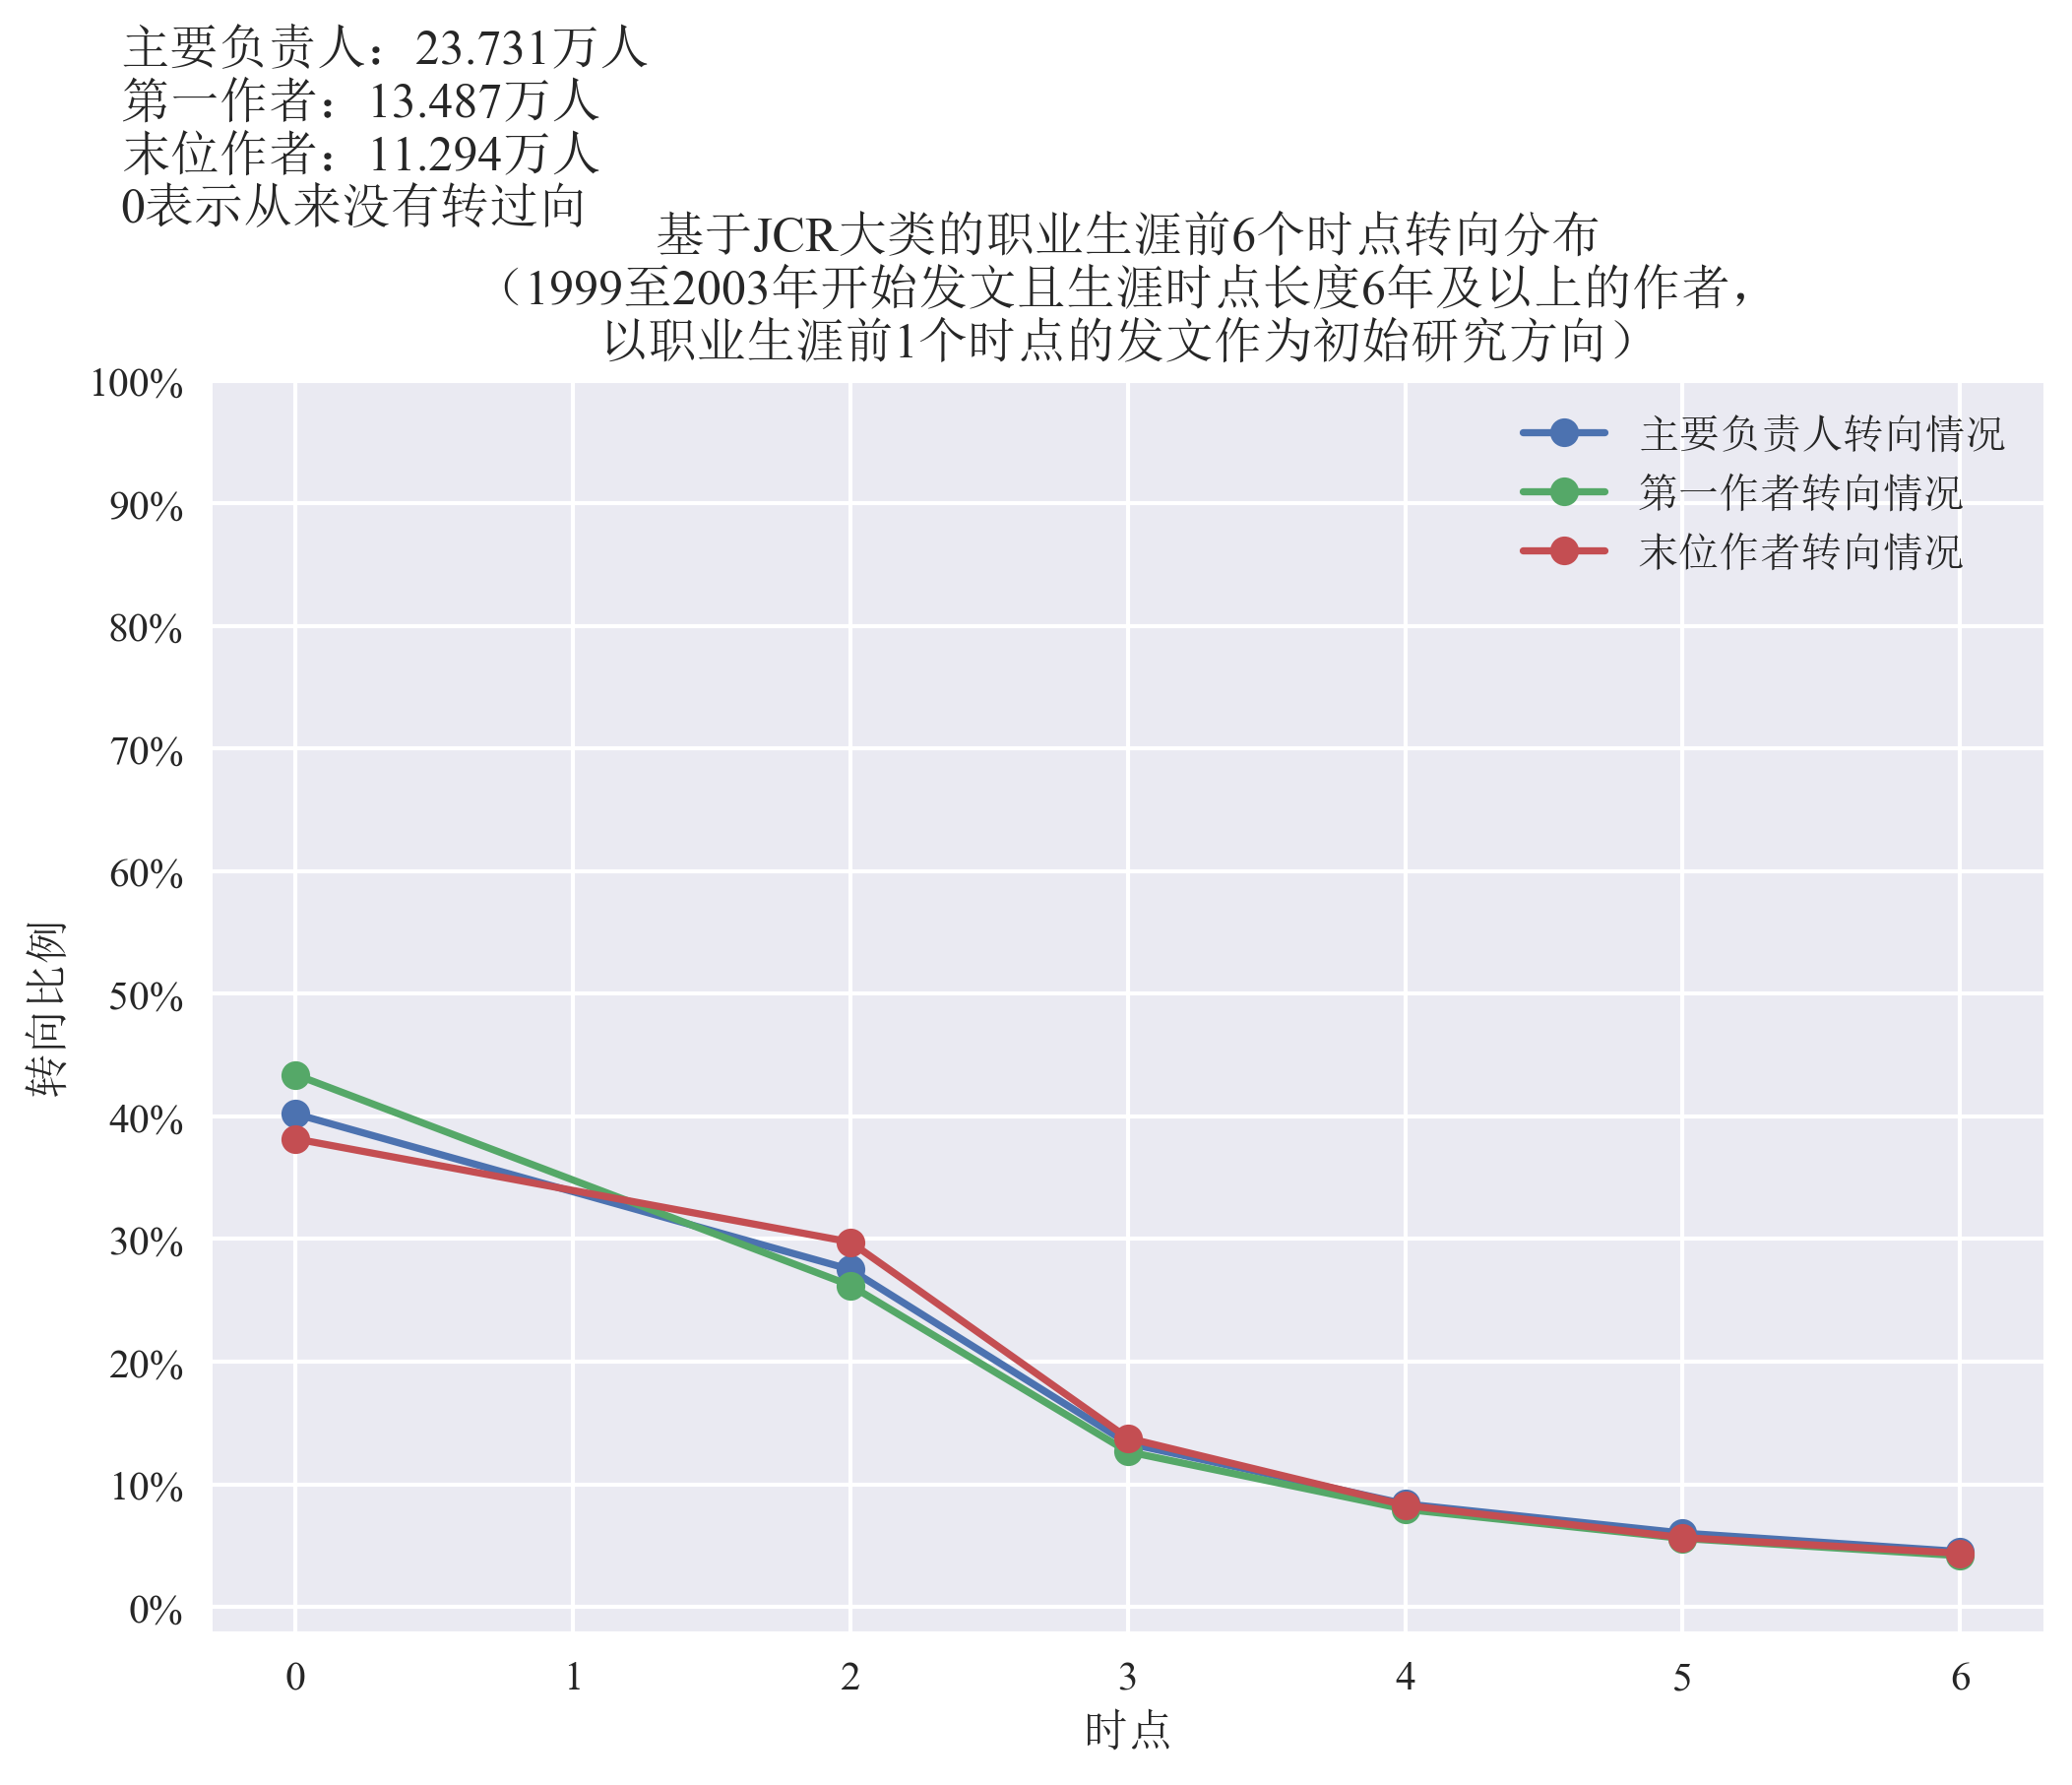 主要负责人：23.731万人
第一作者：13.487万人
末位作者：11.294万人
0表示从来没有转过向
基于JCR大类的职业生涯前6个时点转向分布
（1999至2003年开始发文且生涯时点长度6年及以上的作者，
以职业生涯前1个时点的发文作为初始研究方向）
100%
90%
80%
70%
60%
50%
40%
30%
20%
10%
0%
转向比例
主要负责人转向情况
第一作者转向情况
末位作者转向情况
0
1
2
3
4
5
6
时点